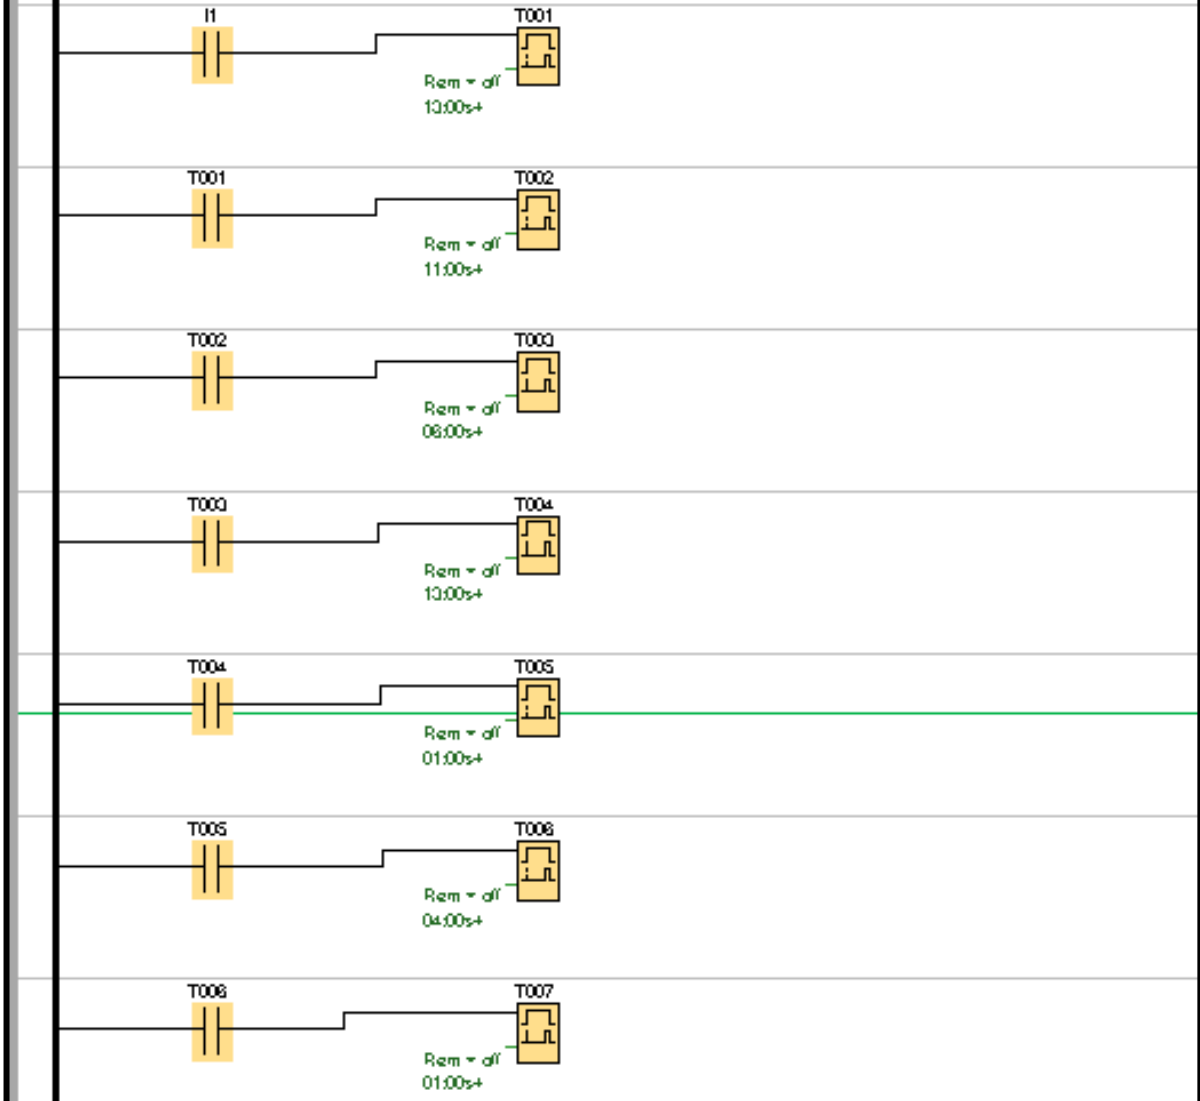 I1 T001
Rem = off
13:00s+
T001 T002
Rem = off
11:00s+
T002 T003
Rem = off
06:00s+
T003 T004
Rem = off
13:00s+
T004 T005
Rem = off
01:00s+
T005 T006
Rem = off
04:00s+
T006 T007
Rem = off
01:00s+